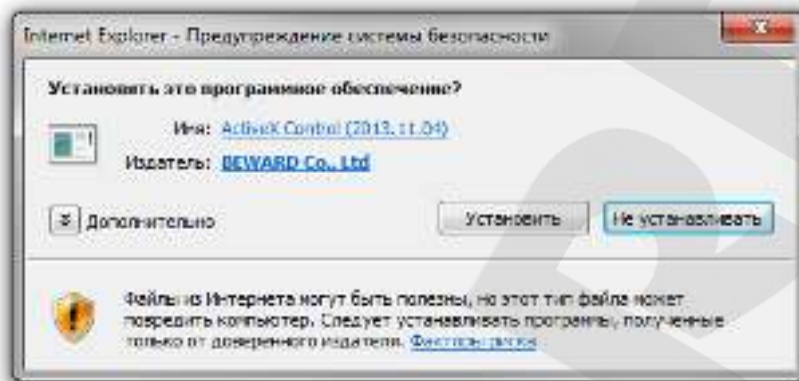 Internet Explorer - Предупреждение системы безопасности
Установить это программное обеспечение?
Имя: ActiveX Control (2013.11.04)
Издатель: BEWARD Co., Ltd
Дополнительно
Установить
Не устанавливать
Файлы из Интернета могут быть полезны, но этот тип файла может
повредить компьютер. Следует устанавливать программы, полученные
только от доверенного издателя. Факторы риска